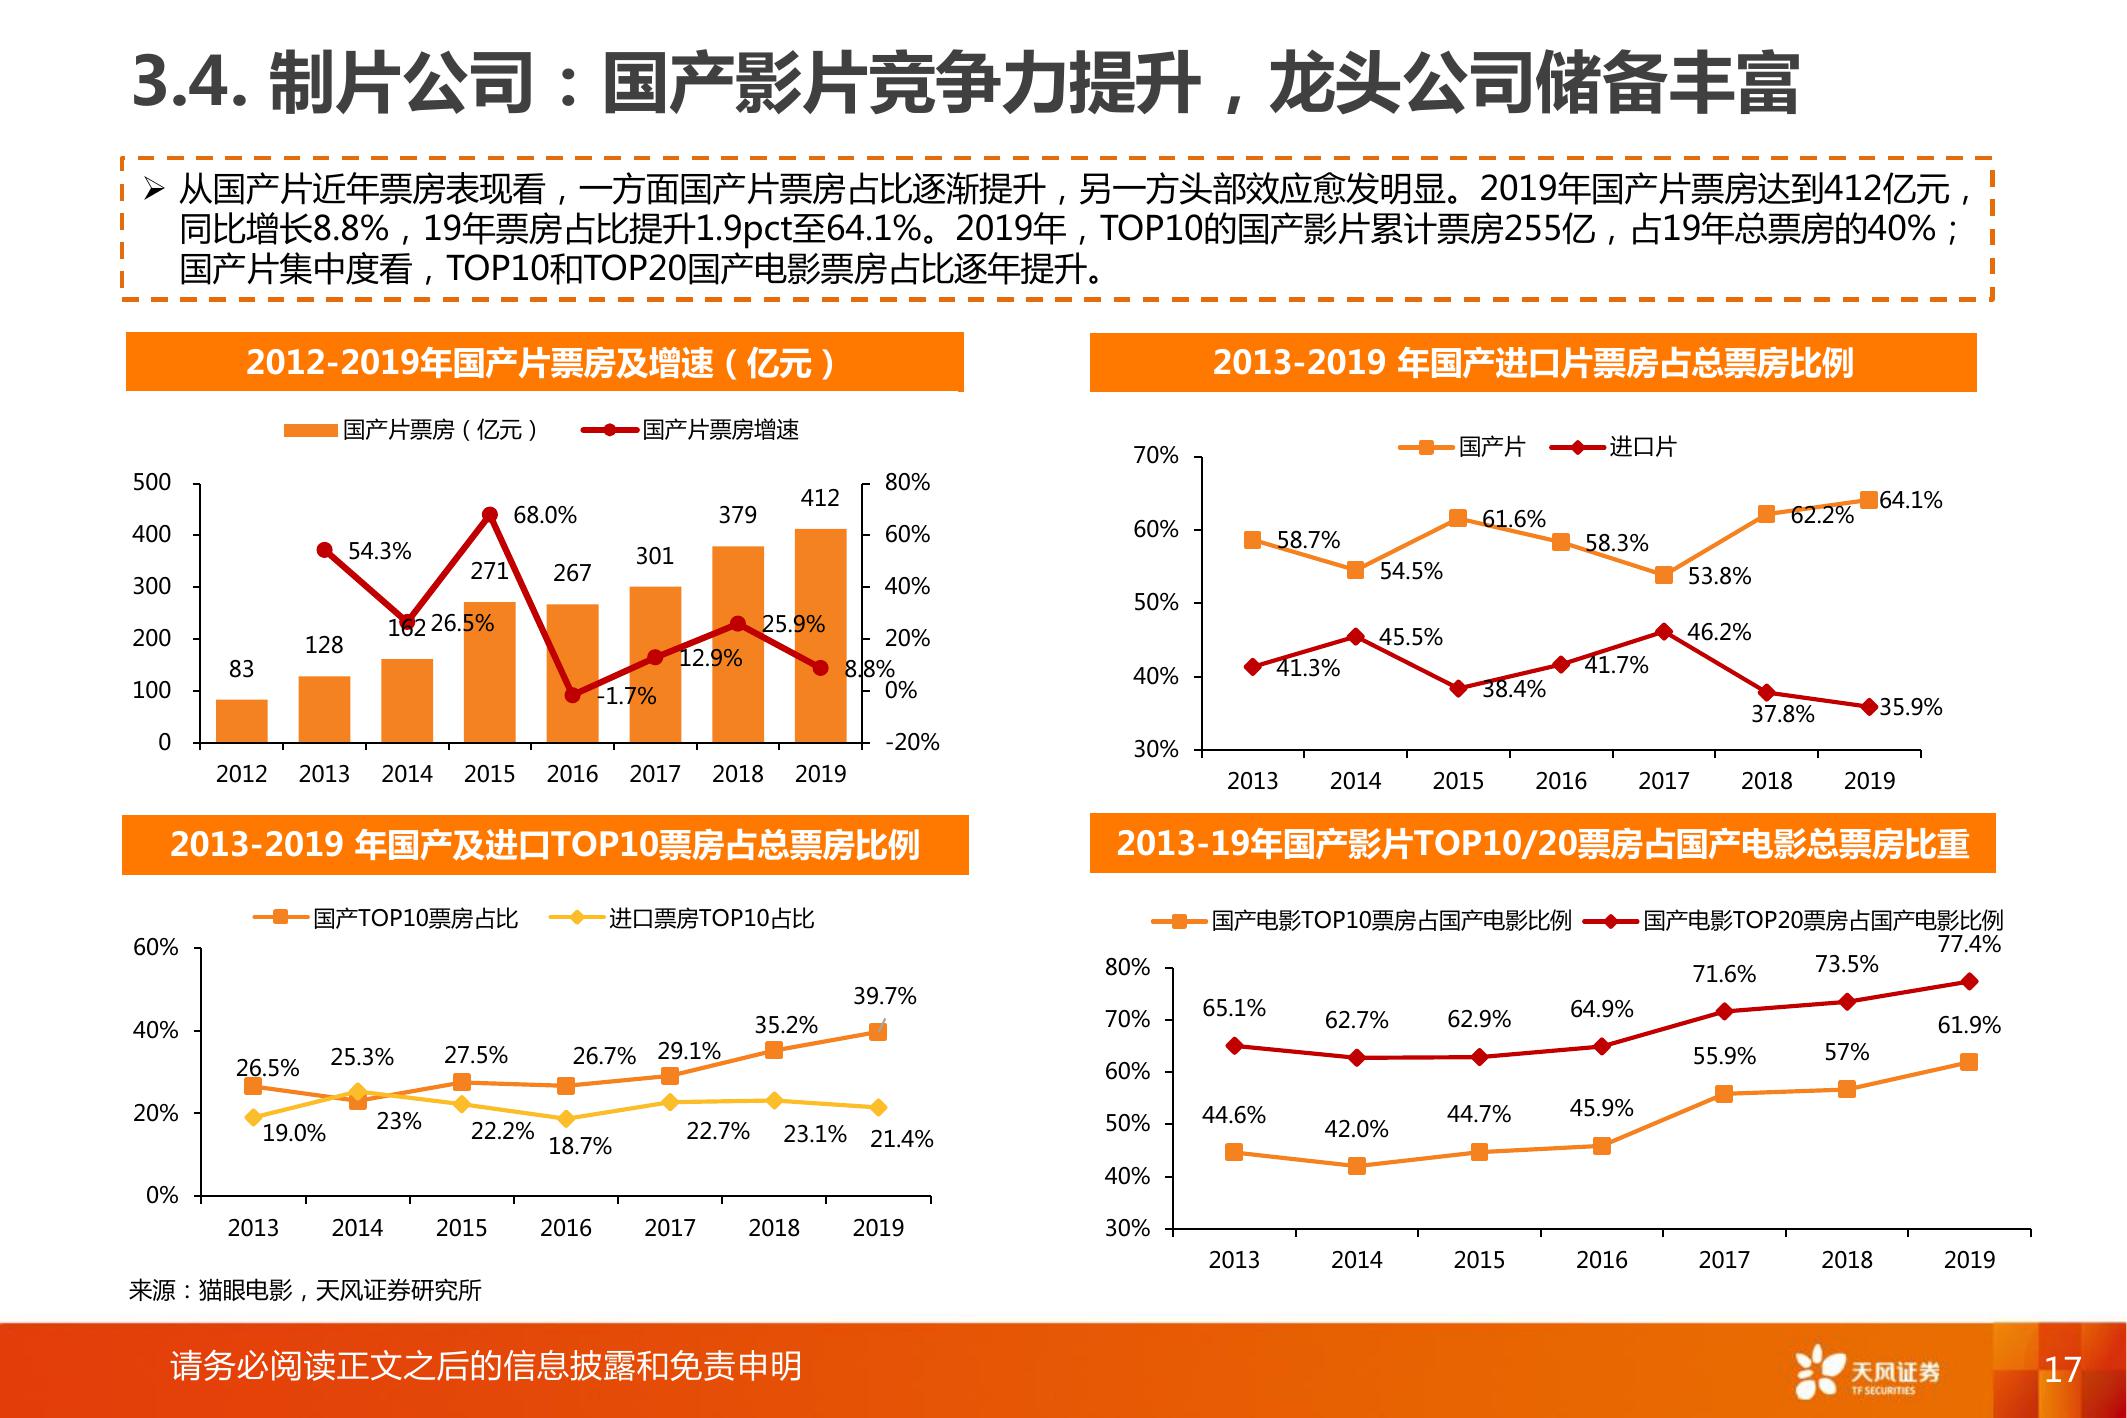 3.4. 制片公司：国产影片竞争力提升，龙头公司储备丰富
➢ 从国产片近年票房表现看，一方面国产片票房占比逐渐提升，另一方头部效应愈发明显。2019年国产片票房达到412亿元，
同比增长8.8%，19年票房占比提升1.9pct至64.1%。2019年，TOP10的国产影片累计票房255亿，占19年总票房的40%；
国产片集中度看，TOP10和TOP20国产电影票房占比逐年提升。
2012-2019年国产片票房及增速（亿元）
国产片票房（亿元） 国产片票房增速
500 400 300 200 100 0
80% 60% 40% 20% 0% -20%
83 128 162 271 267 301 379 412
54.3% 26.5% 68.0% -1.7% 12.9% 25.9% 8.8%
2012 2013 2014 2015 2016 2017 2018 2019
2013-2019 年国产进口片票房占总票房比例
国产片 进口片
70% 60% 50% 40% 30%
58.7% 54.5% 61.6% 58.3% 53.8% 62.2% 64.1%
41.3% 45.5% 38.4% 41.7% 46.2% 37.8% 35.9%
2013 2014 2015 2016 2017 2018 2019
2013-2019 年国产及进口TOP10票房占总票房比例
国产TOP10票房占比 进口票房TOP10占比
60% 40% 20% 0%
26.5% 25.3% 27.5% 26.7% 29.1% 35.2% 39.7%
19.0% 23% 22.2% 18.7% 22.7% 23.1% 21.4%
2013 2014 2015 2016 2017 2018 2019
2013-19年国产影片TOP10/20票房占国产电影总票房比重
国产电影TOP10票房占国产电影比例 国产电影TOP20票房占国产电影比例
80% 70% 60% 50% 40% 30%
65.1% 62.7% 62.9% 64.9% 71.6% 73.5% 77.4%
44.6% 42.0% 44.7% 45.9% 55.9% 57% 61.9%
2013 2014 2015 2016 2017 2018 2019
来源：猫眼电影，天风证券研究所
请务必阅读正文之后的信息披露和免责申明
天风证券
TF SECURITIES
17